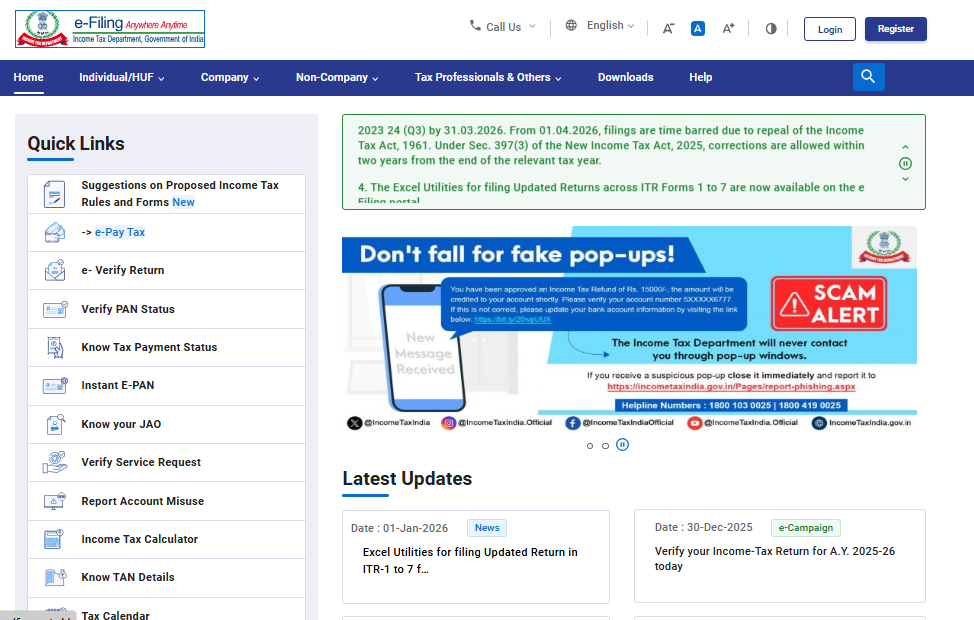 e-Filing Anywhere Anytime
Income Tax Department, Government of India
Call Us
English
A-
A
A+
Login
Register
Home
Individual/HUF
Company
Non-Company
Tax Professionals & Others
Downloads
Help
Quick Links
Suggestions on Proposed Income Tax
Rules and Forms New
-> e-Pay Tax
e- Verify Return
Verify PAN Status
Know Tax Payment Status
Instant E-PAN
Know your JAO
Verify Service Request
Report Account Misuse
Income Tax Calculator
Know TAN Details
Tax Calendar
2023 24 (Q3) by 31.03.2026. From 01.04.2026, filings are time barred due to repeal of the Income
Tax Act, 1961. Under Sec. 397(3) of the New Income Tax Act, 2025, corrections are allowed within
two years from the end of the relevant tax year.
4. The Excel Utilities for filing Updated Returns across ITR Forms 1 to 7 are now available on the e
Filing portal
Don't fall for fake pop-ups!
You have been approved an Income Tax Refund of Rs. 15000/-, the amount will be
credited to your account shortly. Please verify your account number 5XXXXX6777.
If this is not correct, please update your bank account information by visiting the link
below. https://bit.ly/20wpUUX
New
Message
Received
SCAM
ALERT
The Income Tax Department will never contact
you through pop-up windows.
If you receive a suspicious pop-up close it immediately and report it to
https://incometaxindia.gov.in/Pages/report-phishing.aspx
Helpline Numbers : 1800 103 0025 | 1800 419 0025
@IncomeTaxIndia
@IncomeTaxIndia.Official
@IncomeTaxIndiaOfficial
@IncomeTaxIndia.Official
IncomeTaxIndia.gov.in
Latest Updates
Date : 01-Jan-2026
News
Excel Utilities for filing Updated Return in
ITR-1 to 7 f...
Date : 30-Dec-2025
e-Campaign
Verify your Income-Tax Return for A.Y. 2025-26
today